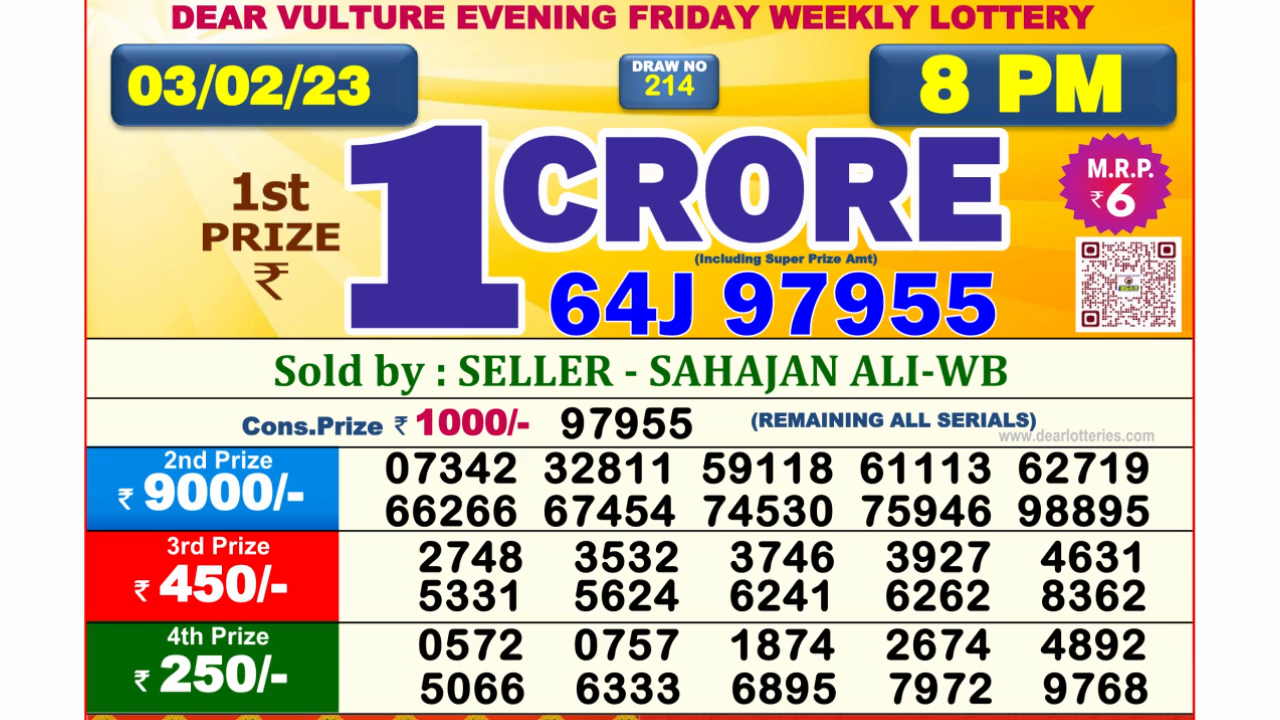 DEAR VULTURE EVENING FRIDAY WEEKLY LOTTERY
03/02/23
DRAW NO
214
8 PM
1st
PRIZE
₹
1 CRORE
(Including Super Prize Amt)
64J 97955
M.R.P.
₹6
Sold by : SELLER - SAHAJAN ALI-WB
Cons.Prize ₹ 1000/- 97955 (REMAINING ALL SERIALS)
www.dearlotteries.com
2nd Prize
₹ 9000/-
07342 32811 59118 61113 62719
66266 67454 74530 75946 98895
3rd Prize
₹ 450/-
2748 3532 3746 3927 4631
5331 5624 6241 6262 8362
4th Prize
₹ 250/-
0572 0757 1874 2674 4892
5066 6333 6895 7972 9768